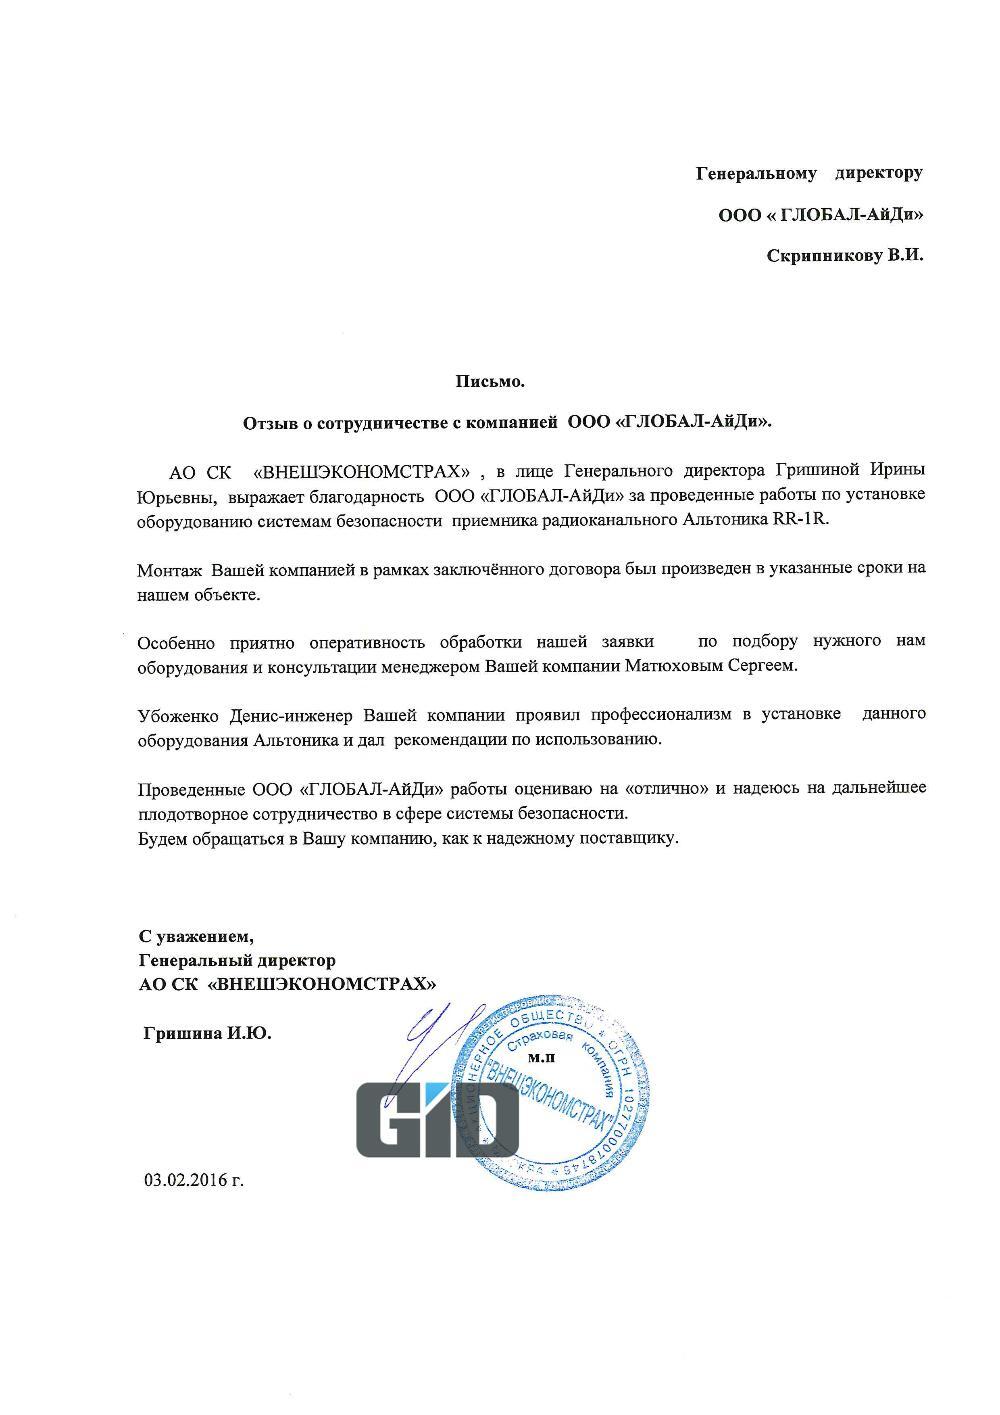 Генеральному директору
ООО « ГЛОБАЛ-АйДи»
Скрипникову В.И.
Письмо.
Отзыв о сотрудничестве с компанией ООО «ГЛОБАЛ-АйДи».
АО СК «ВНЕШЭКОНОМСТРАХ» , в лице Генерального директора Гришиной Ирины
Юрьевны, выражает благодарность ООО «ГЛОБАЛ-АйДи» за проведенные работы по установке
оборудованию системам безопасности приемника радиоканального Альтоника RR-1R.
Монтаж Вашей компанией в рамках заключённого договора был произведен в указанные сроки на
нашем объекте.
Особенно приятно оперативность обработки нашей заявки по подбору нужного нам
оборудования и консультации менеджером Вашей компании Матюховым Сергеем.
Убоженко Денис-инженер Вашей компании проявил профессионализм в установке данного
оборудования Альтоника и дал рекомендации по использованию.
Проведенные ООО «ГЛОБАЛ-АйДи» работы оцениваю на «отлично» и надеюсь на дальнейшее
плодотворное сотрудничество в сфере системы безопасности.
Будем обращаться в Вашу компанию, как к надежному поставщику.
С уважением,
Генеральный директор
АО СК «ВНЕШЭКОНОМСТРАХ»
Гришина И.Ю.
м.п
ОБЩЕСТВО * ОГРН 1027700078745
Страховая компания
"ВНЕШЭКОНОМСТРАХ"
GiD
03.02.2016 г.